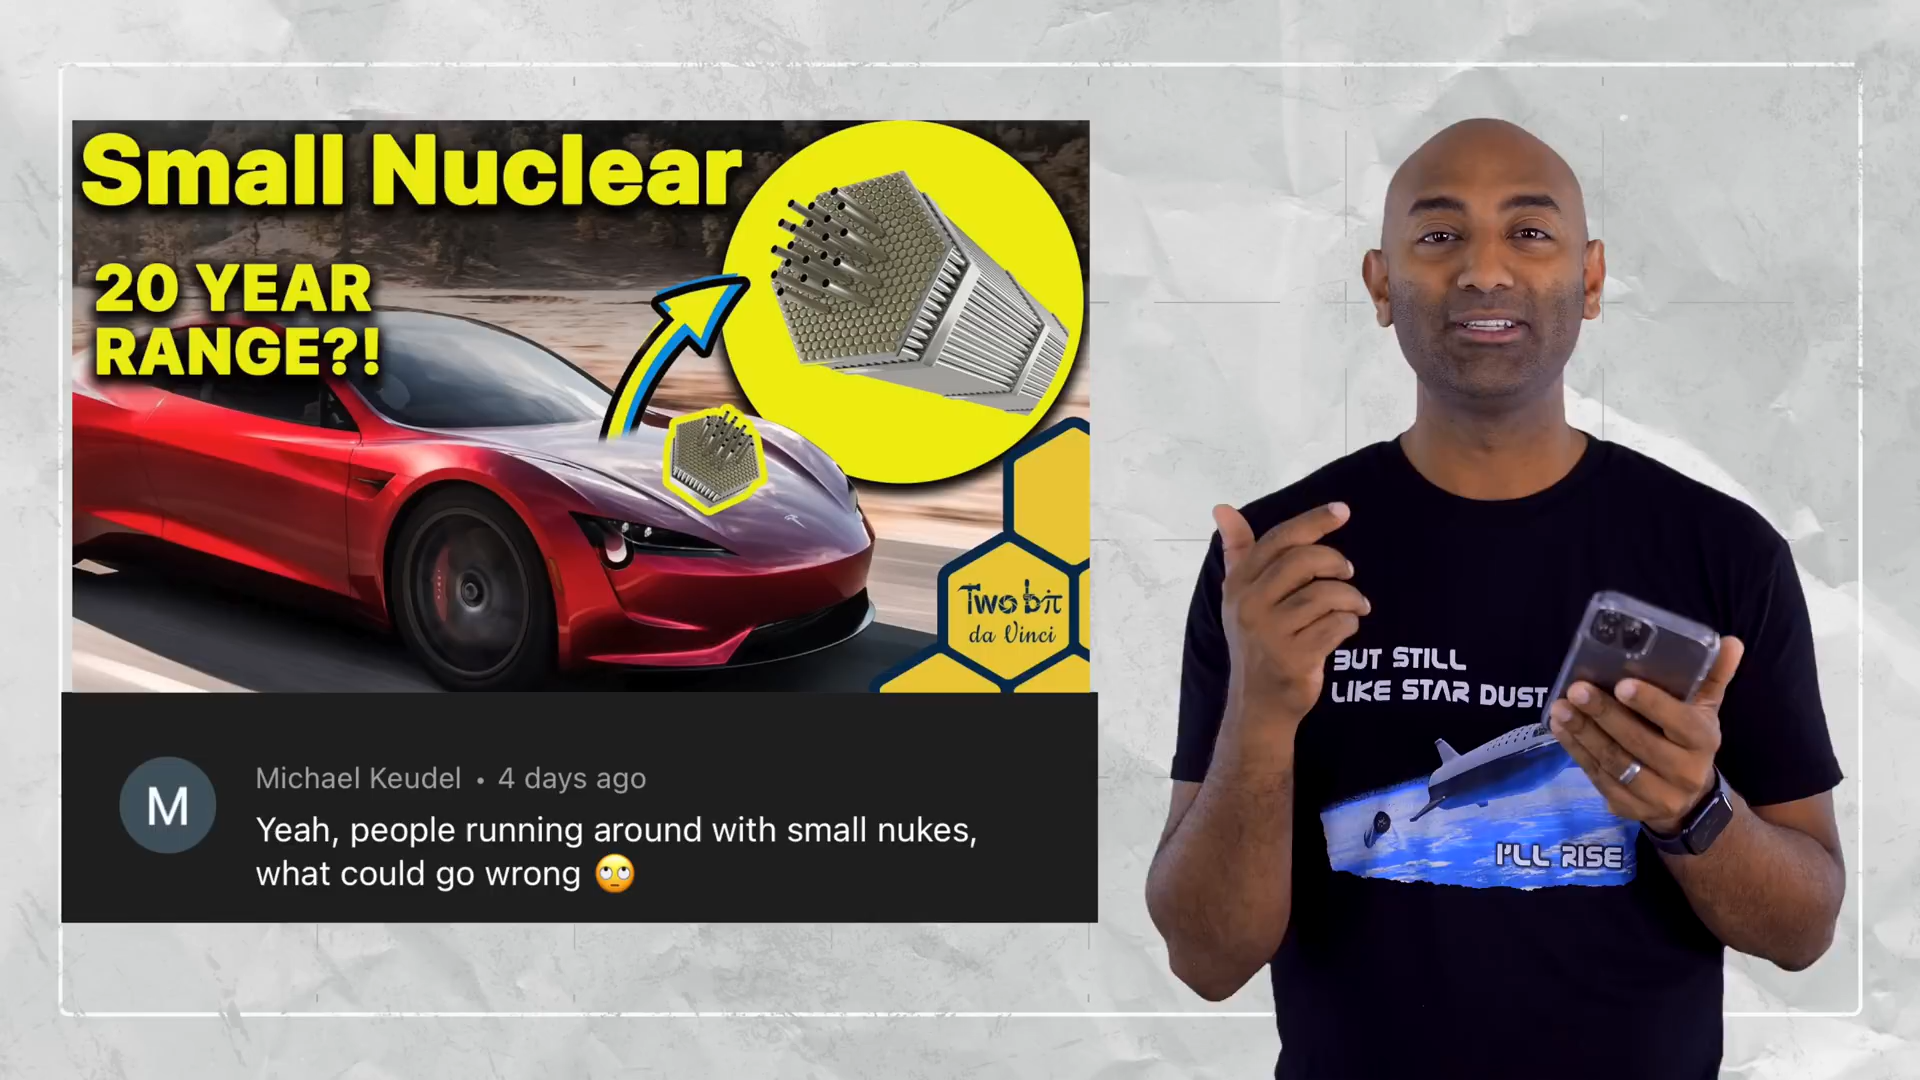 Small Nuclear
20 YEAR
RANGE?!
Two bit
da Vinci
M
Michael Keudel • 4 days ago
Yeah, people running around with small nukes,
what could go wrong 🙄
BUT STILL
LIKE STAR DUST
I'LL RISE